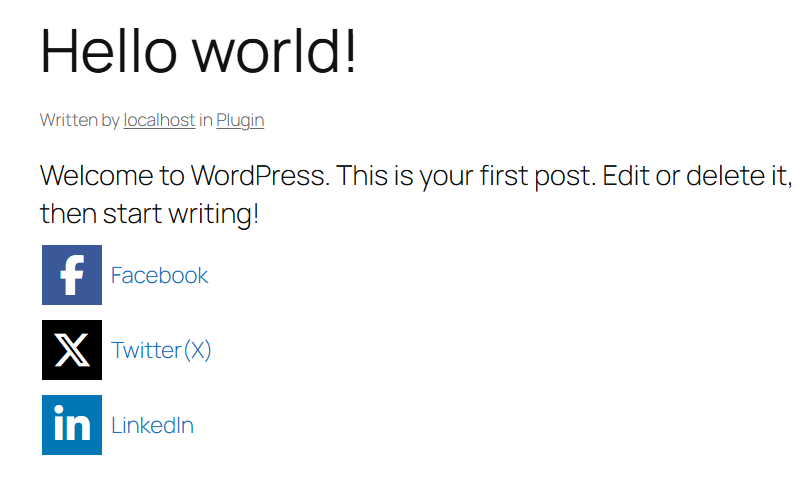 Hello world!
Written by localhost in Plugin
Welcome to WordPress. This is your first post. Edit or delete it,
then start writing!
f Facebook
X Twitter(X)
in LinkedIn